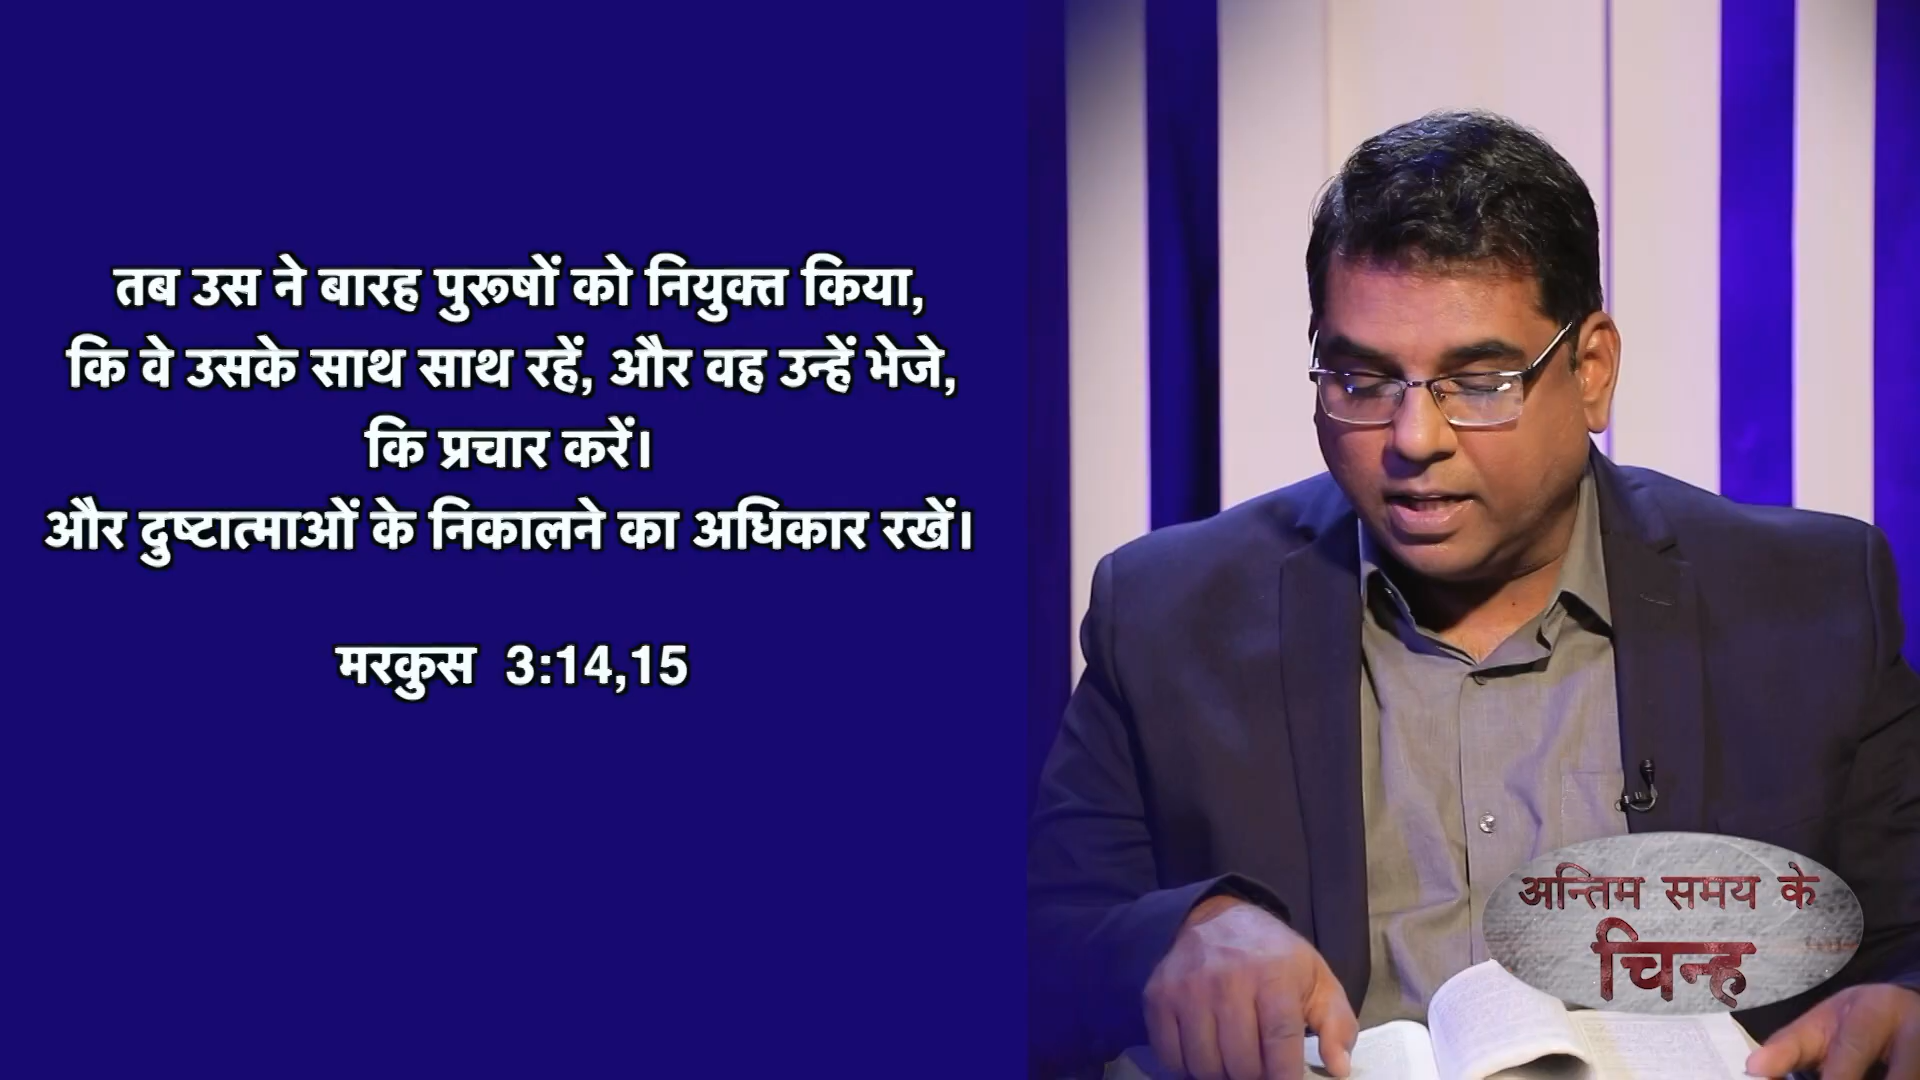 तब उस ने बारह पुरूषों को नियुक्त किया,
कि वे उसके साथ साथ रहें, और वह उन्हें भेजे,
कि प्रचार करें।
और दुष्टात्माओं के निकालने का अधिकार रखें।
मरकुस 3:14,15
अन्तिम समय के
चिन्ह